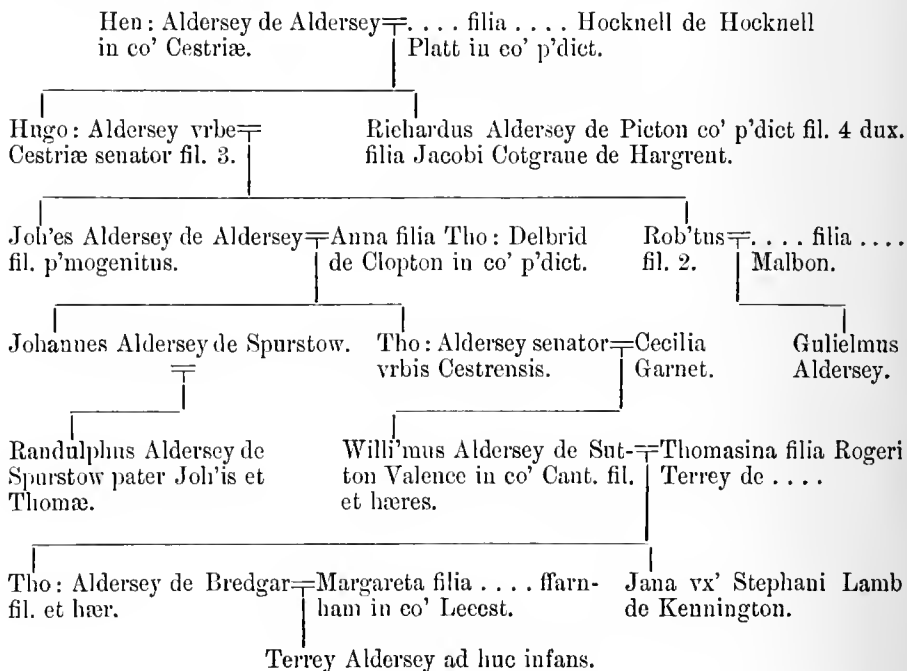 Hen : Aldersey de Aldersey
in co’ Cestriæ.
. . . . filia . . . . Hocknell de Hocknell
Platt in co’ p’dict.
Hugo : Aldersey vrbe
Cestriæ senator fil. 3.
Richardus Aldersey de Picton co’ p’dict fil. 4 dux.
filia Jacobi Cotgraue de Hargrent.
Joh’es Aldersey de Aldersey
fil. p’mogenitus.
Anna filia Tho : Delbrid
de Clopton in co’ p’dict.
Rob’tus
fil. 2.
. . . . filia . . . .
Malbon.
Johannes Aldersey de Spurstow.
Tho : Aldersey senator
vrbis Cestrensis.
Cecilia
Garnet.
Gulielmus
Aldersey.
Randulphus Aldersey de
Spurstow pater Joh’is et
Thomæ.
Willi’mus Aldersey de Sut-
ton Valence in co’ Cant. fil.
et hæres.
Thomasina filia Rogeri
Terrey de . . . .
Tho : Aldersey de Bredgar
fil. et hær.
Margareta filia . . . . ffarn-
ham in co’ Lecest.
Jana vx’ Stephani Lamb
de Kennington.
Terrey Aldersey ad huc infans.